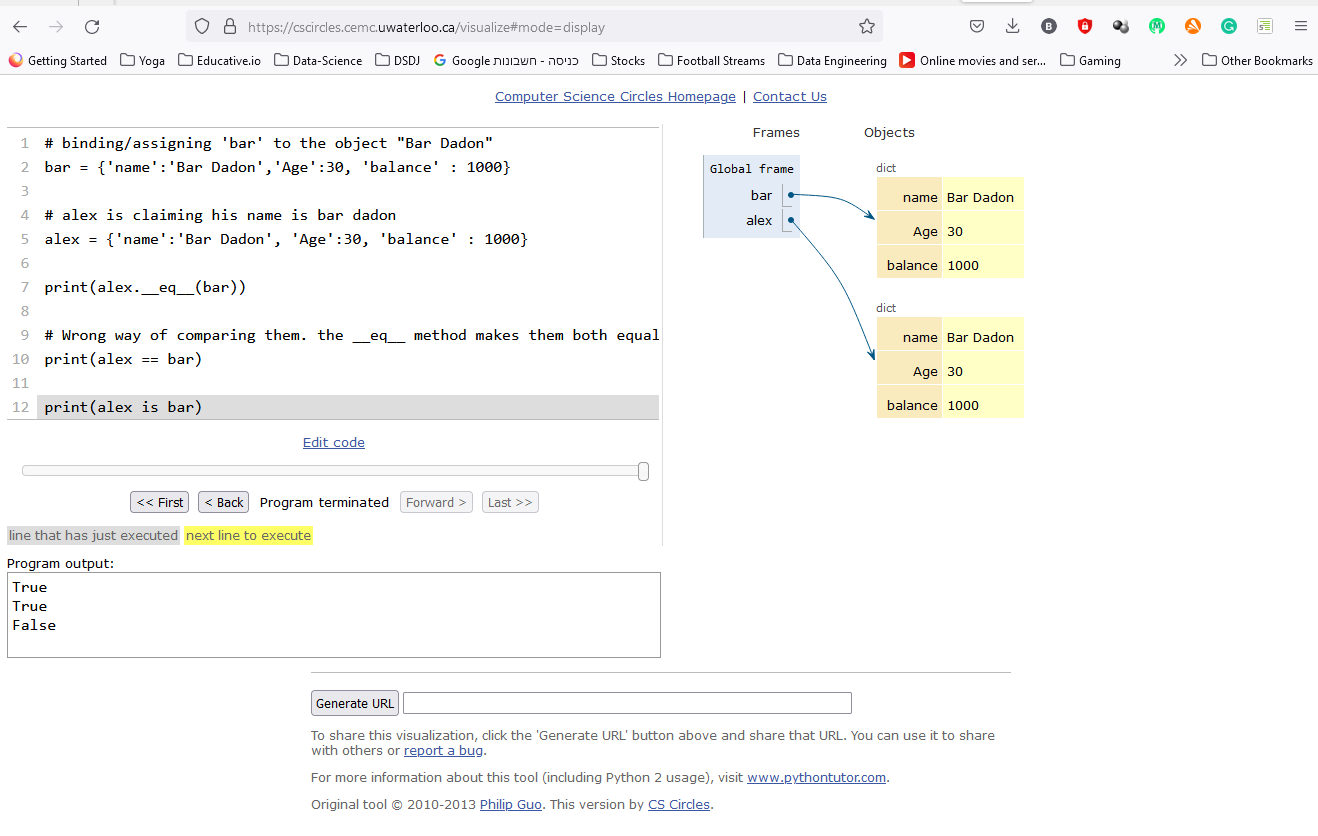 https://cscircles.cemc.uwaterloo.ca/visualize#mode=display
Getting Started Yoga Educative.io Data-Science DSDJ Google כניסה - חשבונות Stocks Football Streams Data Engineering Online movies and ser... Gaming Other Bookmarks
Computer Science Circles Homepage | Contact Us
1 # binding/assigning 'bar' to the object "Bar Dadon"
2 bar = {'name':'Bar Dadon','Age':30, 'balance' : 1000}
3
4 # alex is claiming his name is bar dadon
5 alex = {'name':'Bar Dadon', 'Age':30, 'balance' : 1000}
6
7 print(alex.__eq__(bar))
8
9 # Wrong way of comparing them. the __eq__ method makes them both equal
10 print(alex == bar)
11
12 print(alex is bar)
Edit code
<< First < Back Program terminated Forward > Last >>
line that has just executed next line to execute
Program output:
True
True
False
Frames Objects
Global frame
bar
alex
dict
name Bar Dadon
Age 30
balance 1000
dict
name Bar Dadon
Age 30
balance 1000
Generate URL
To share this visualization, click the 'Generate URL' button above and share that URL. You can use it to share
with others or report a bug.
For more information about this tool (including Python 2 usage), visit www.pythontutor.com.
Original tool © 2010-2013 Philip Guo. This version by CS Circles.